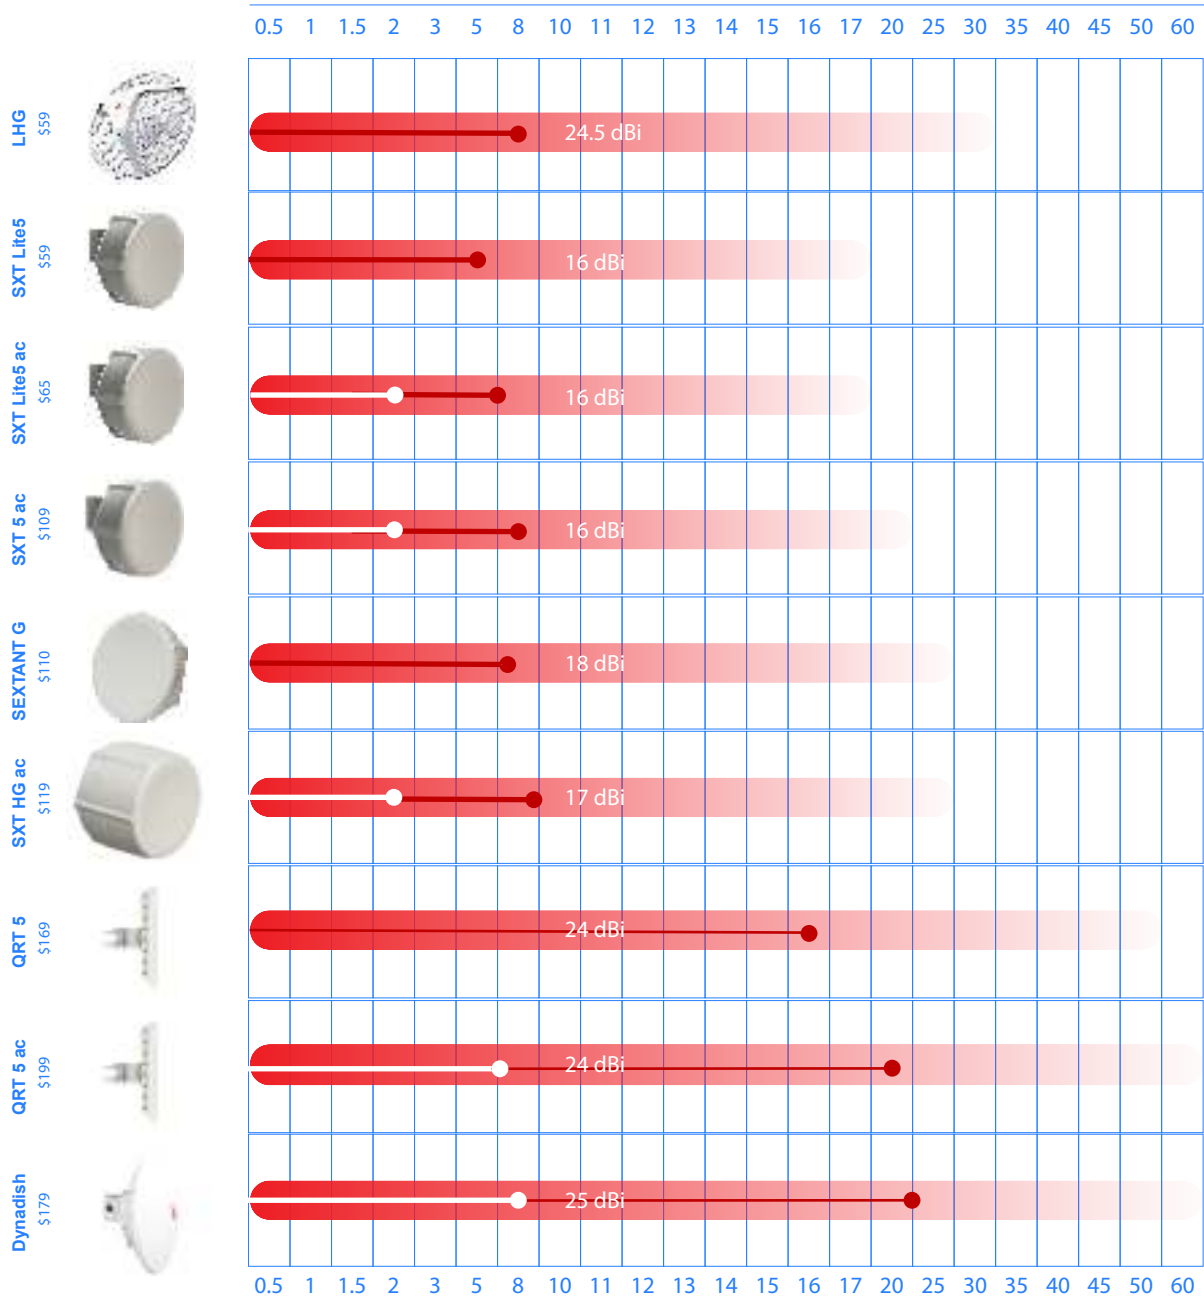 0.5 1 1.5 2 3 5 8 10 11 12 13 14 15 16 17 20 25 30 35 40 45 50 60
LHG
$59
24.5 dBi
SXT Lite5
$59
16 dBi
SXT Lite5 ac
$65
16 dBi
SXT 5 ac
$109
16 dBi
SEXTANT G
$110
18 dBi
SXT HG ac
$119
17 dBi
QRT 5
$169
24 dBi
QRT 5 ac
$199
24 dBi
Dynadish
$179
25 dBi
0.5 1 1.5 2 3 5 8 10 11 12 13 14 15 16 17 20 25 30 35 40 45 50 60